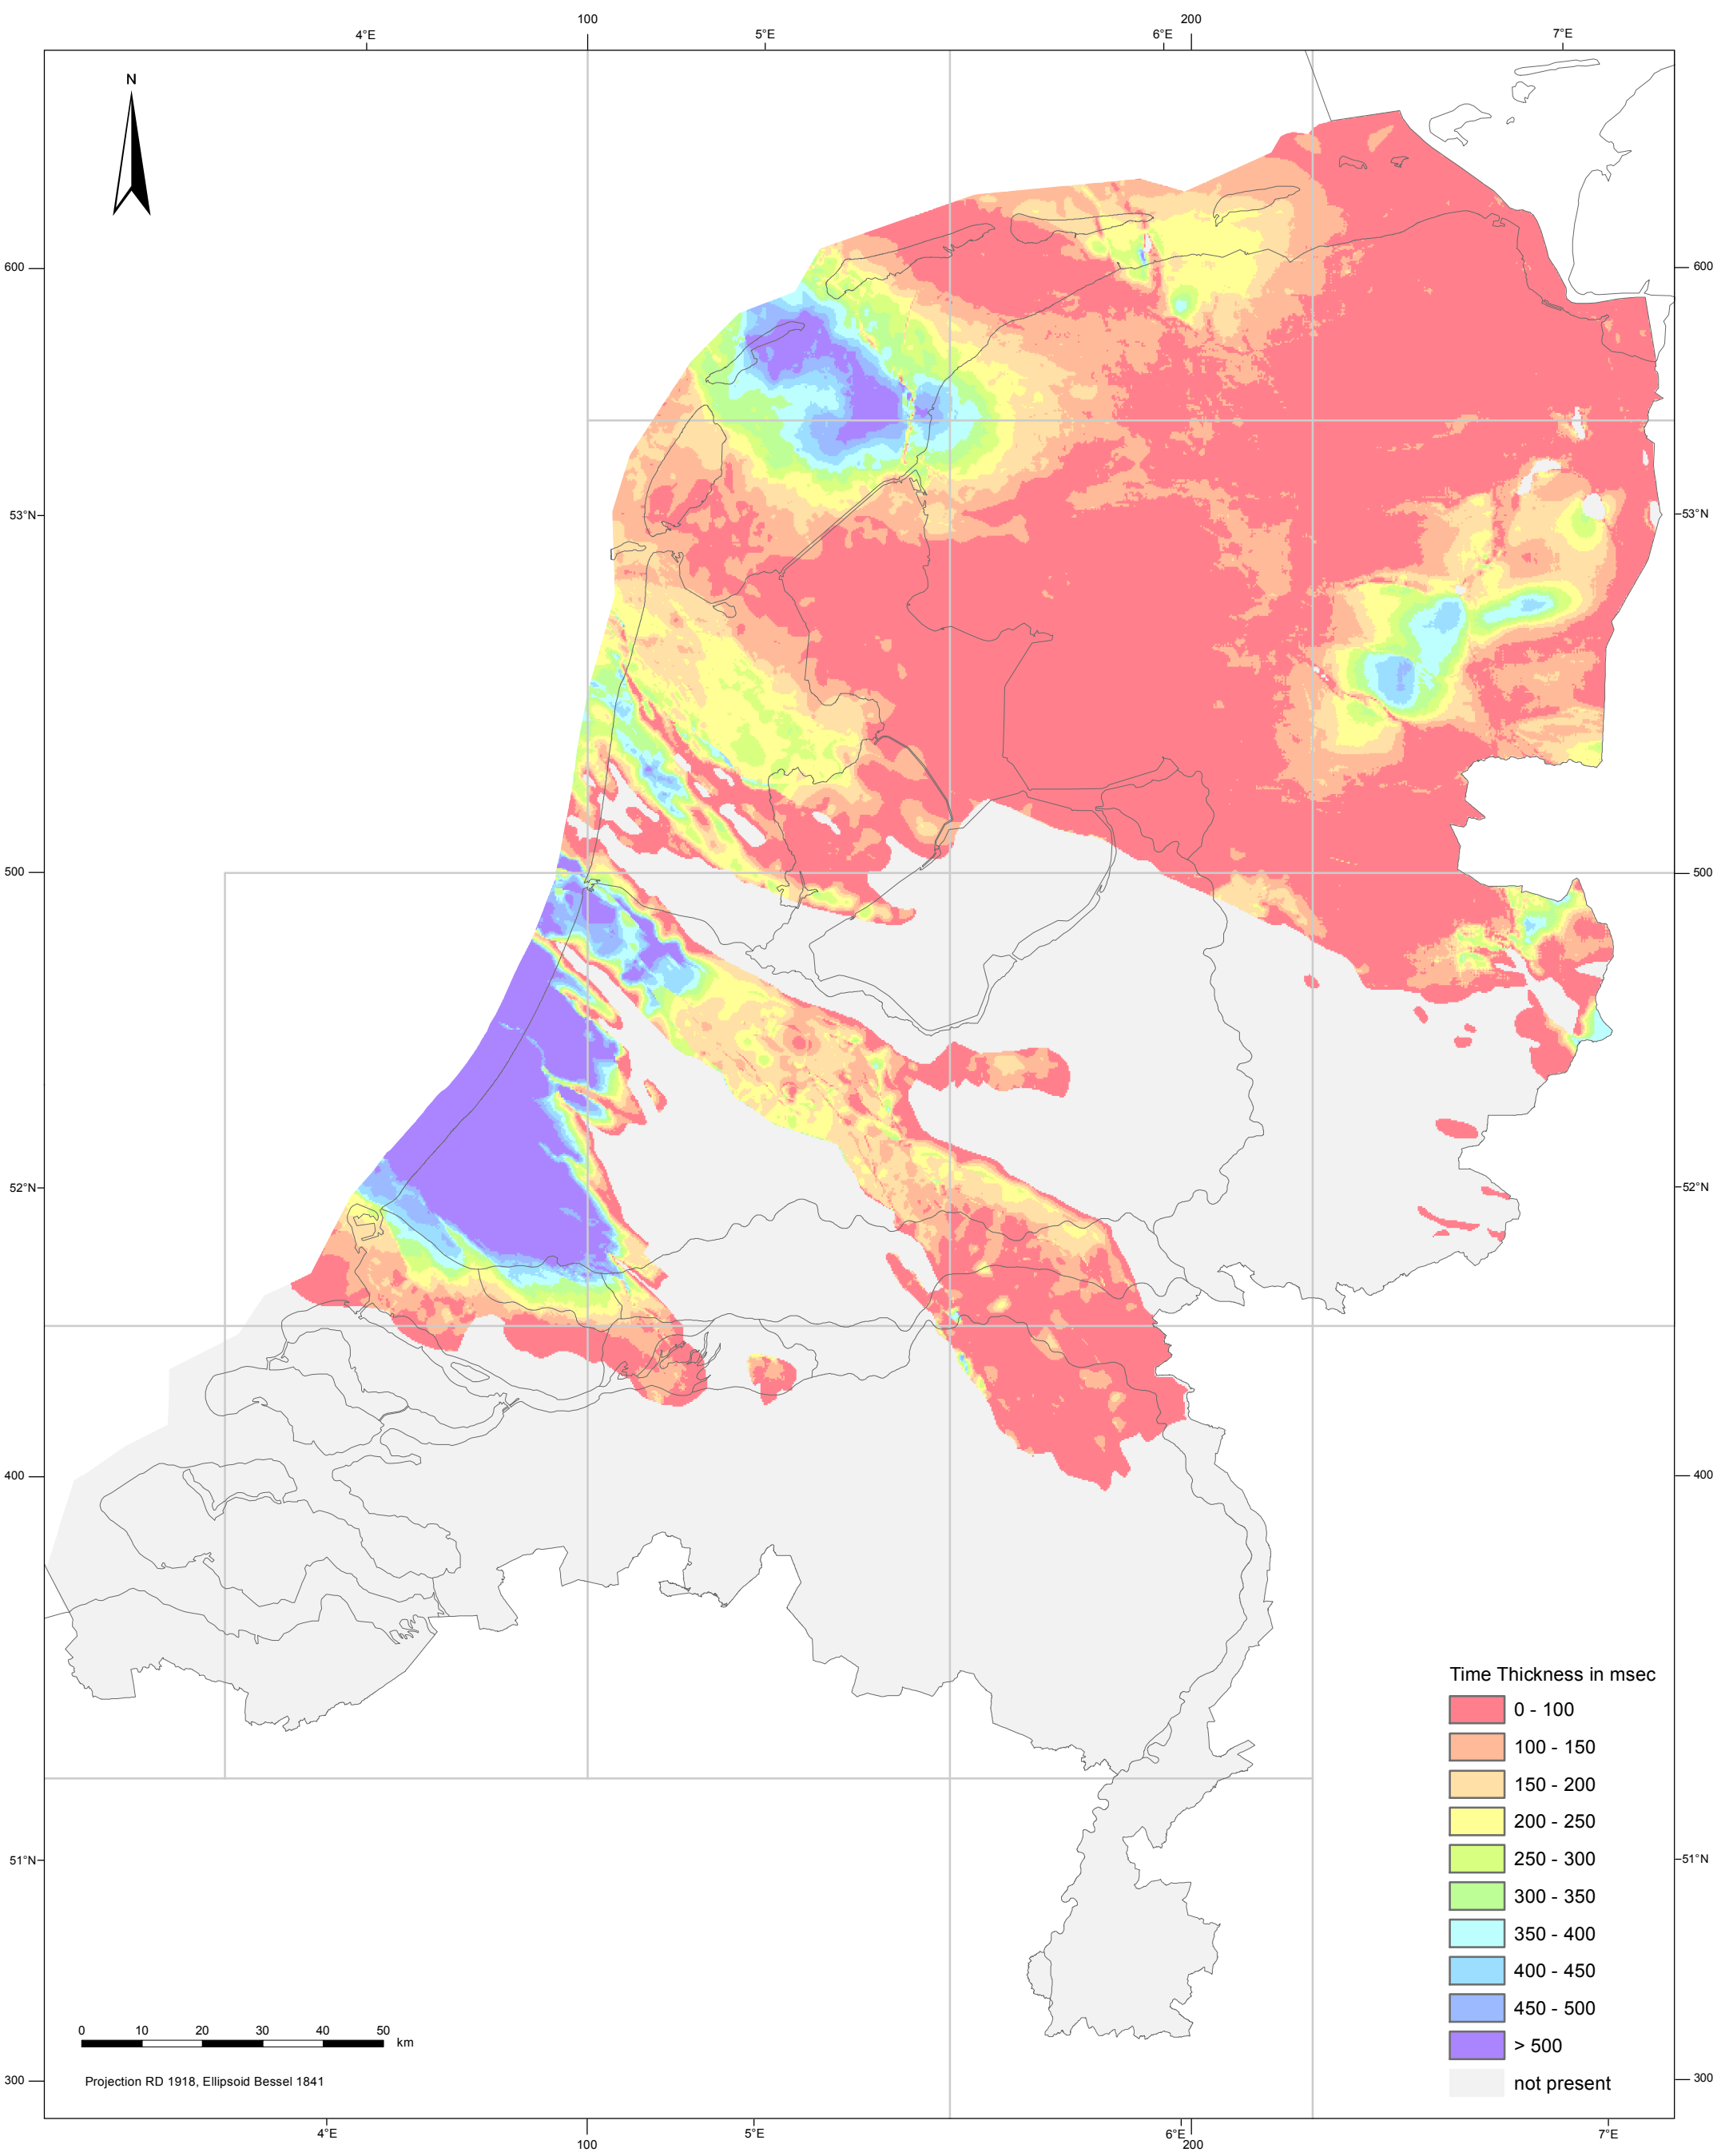 100 200
4°E 5°E 6°E 7°E
N
600 600
53°N 53°N
500 500
52°N 52°N
400 400
Time Thickness in msec
0 - 100
100 - 150
150 - 200
200 - 250
51°N 250 - 300 51°N
300 - 350
350 - 400
400 - 450
450 - 500
0 10 20 30 40 50 km
> 500
300 Projection RD 1918, Ellipsoid Bessel 1841 not present 300
4°E 5°E 6°E 7°E
100 200